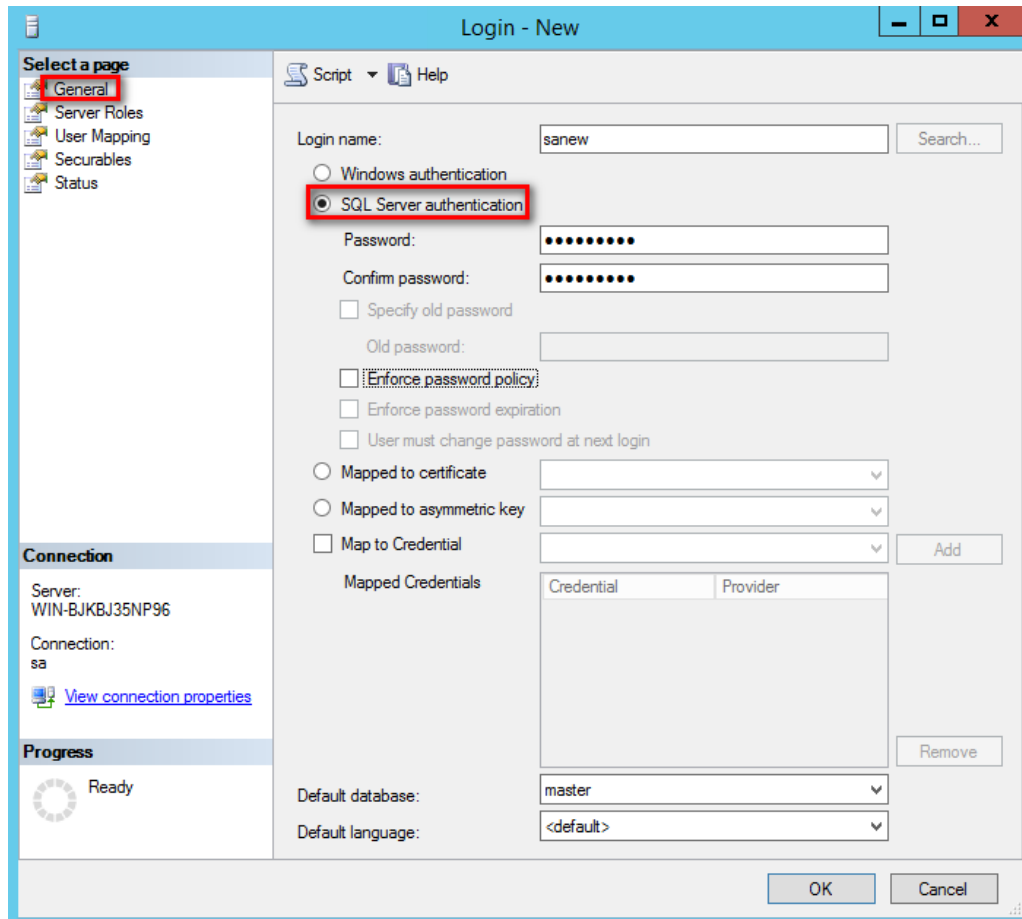 Login - New
Select a page
General
Server Roles
User Mapping
Securables
Status
Script
Help
Login name:
sanew
Search...
Windows authentication
SQL Server authentication
Password:
●●●●●●●●●
Confirm password:
●●●●●●●●●
Specify old password
Old password:
Enforce password policy
Enforce password expiration
User must change password at next login
Mapped to certificate
Mapped to asymmetric key
Map to Credential
Add
Mapped Credentials
Credential
Provider
Remove
Default database:
master
Default language:
<default>
Connection
Server:
WIN-BJKBJ35NP96
Connection:
sa
View connection properties
Progress
Ready
OK
Cancel